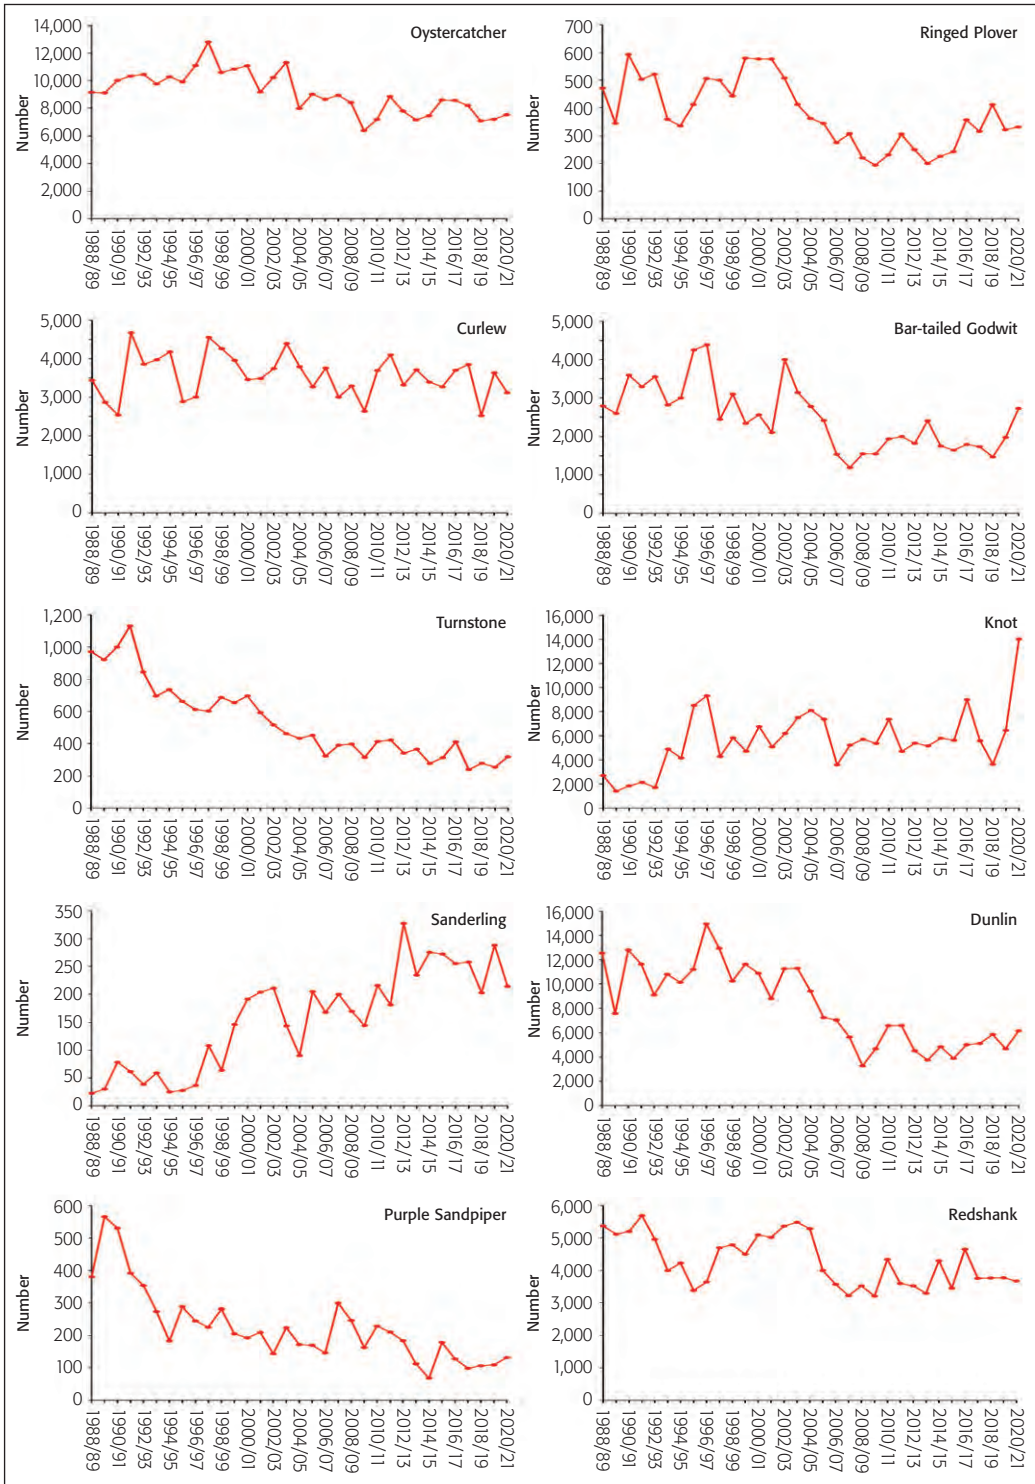 Oystercatcher
Number
14,000
12,000
10,000
8,000
6,000
4,000
2,000
0
1988/89 1990/91 1992/93 1994/95 1996/97 1998/99 2000/01 2002/03 2004/05 2006/07 2008/09 2010/11 2012/13 2014/15 2016/17 2018/19 2020/21
Ringed Plover
Number
700
600
500
400
300
200
100
0
1988/89 1990/91 1992/93 1994/95 1996/97 1998/99 2000/01 2002/03 2004/05 2006/07 2008/09 2010/11 2012/13 2014/15 2016/17 2018/19 2020/21
Curlew
Number
5,000
4,000
3,000
2,000
1,000
0
1988/89 1990/91 1992/93 1994/95 1996/97 1998/99 2000/01 2002/03 2004/05 2006/07 2008/09 2010/11 2012/13 2014/15 2016/17 2018/19 2020/21
Bar-tailed Godwit
Number
5,000
4,000
3,000
2,000
1,000
0
1988/89 1990/91 1992/93 1994/95 1996/97 1998/99 2000/01 2002/03 2004/05 2006/07 2008/09 2010/11 2012/13 2014/15 2016/17 2018/19 2020/21
Turnstone
Number
1,200
1,000
800
600
400
200
0
1988/89 1990/91 1992/93 1994/95 1996/97 1998/99 2000/01 2002/03 2004/05 2006/07 2008/09 2010/11 2012/13 2014/15 2016/17 2018/19 2020/21
Knot
Number
16,000
14,000
12,000
10,000
8,000
6,000
4,000
2,000
0
1988/89 1990/91 1992/93 1994/95 1996/97 1998/99 2000/01 2002/03 2004/05 2006/07 2008/09 2010/11 2012/13 2014/15 2016/17 2018/19 2020/21
Sanderling
Number
350
300
250
200
150
100
50
0
1988/89 1990/91 1992/93 1994/95 1996/97 1998/99 2000/01 2002/03 2004/05 2006/07 2008/09 2010/11 2012/13 2014/15 2016/17 2018/19 2020/21
Dunlin
Number
16,000
14,000
12,000
10,000
8,000
6,000
4,000
2,000
0
1988/89 1990/91 1992/93 1994/95 1996/97 1998/99 2000/01 2002/03 2004/05 2006/07 2008/09 2010/11 2012/13 2014/15 2016/17 2018/19 2020/21
Purple Sandpiper
Number
600
500
400
300
200
100
0
1988/89 1990/91 1992/93 1994/95 1996/97 1998/99 2000/01 2002/03 2004/05 2006/07 2008/09 2010/11 2012/13 2014/15 2016/17 2018/19 2020/21
Redshank
Number
6,000
5,000
4,000
3,000
2,000
1,000
0
1988/89 1990/91 1992/93 1994/95 1996/97 1998/99 2000/01 2002/03 2004/05 2006/07 2008/09 2010/11 2012/13 2014/15 2016/17 2018/19 2020/21